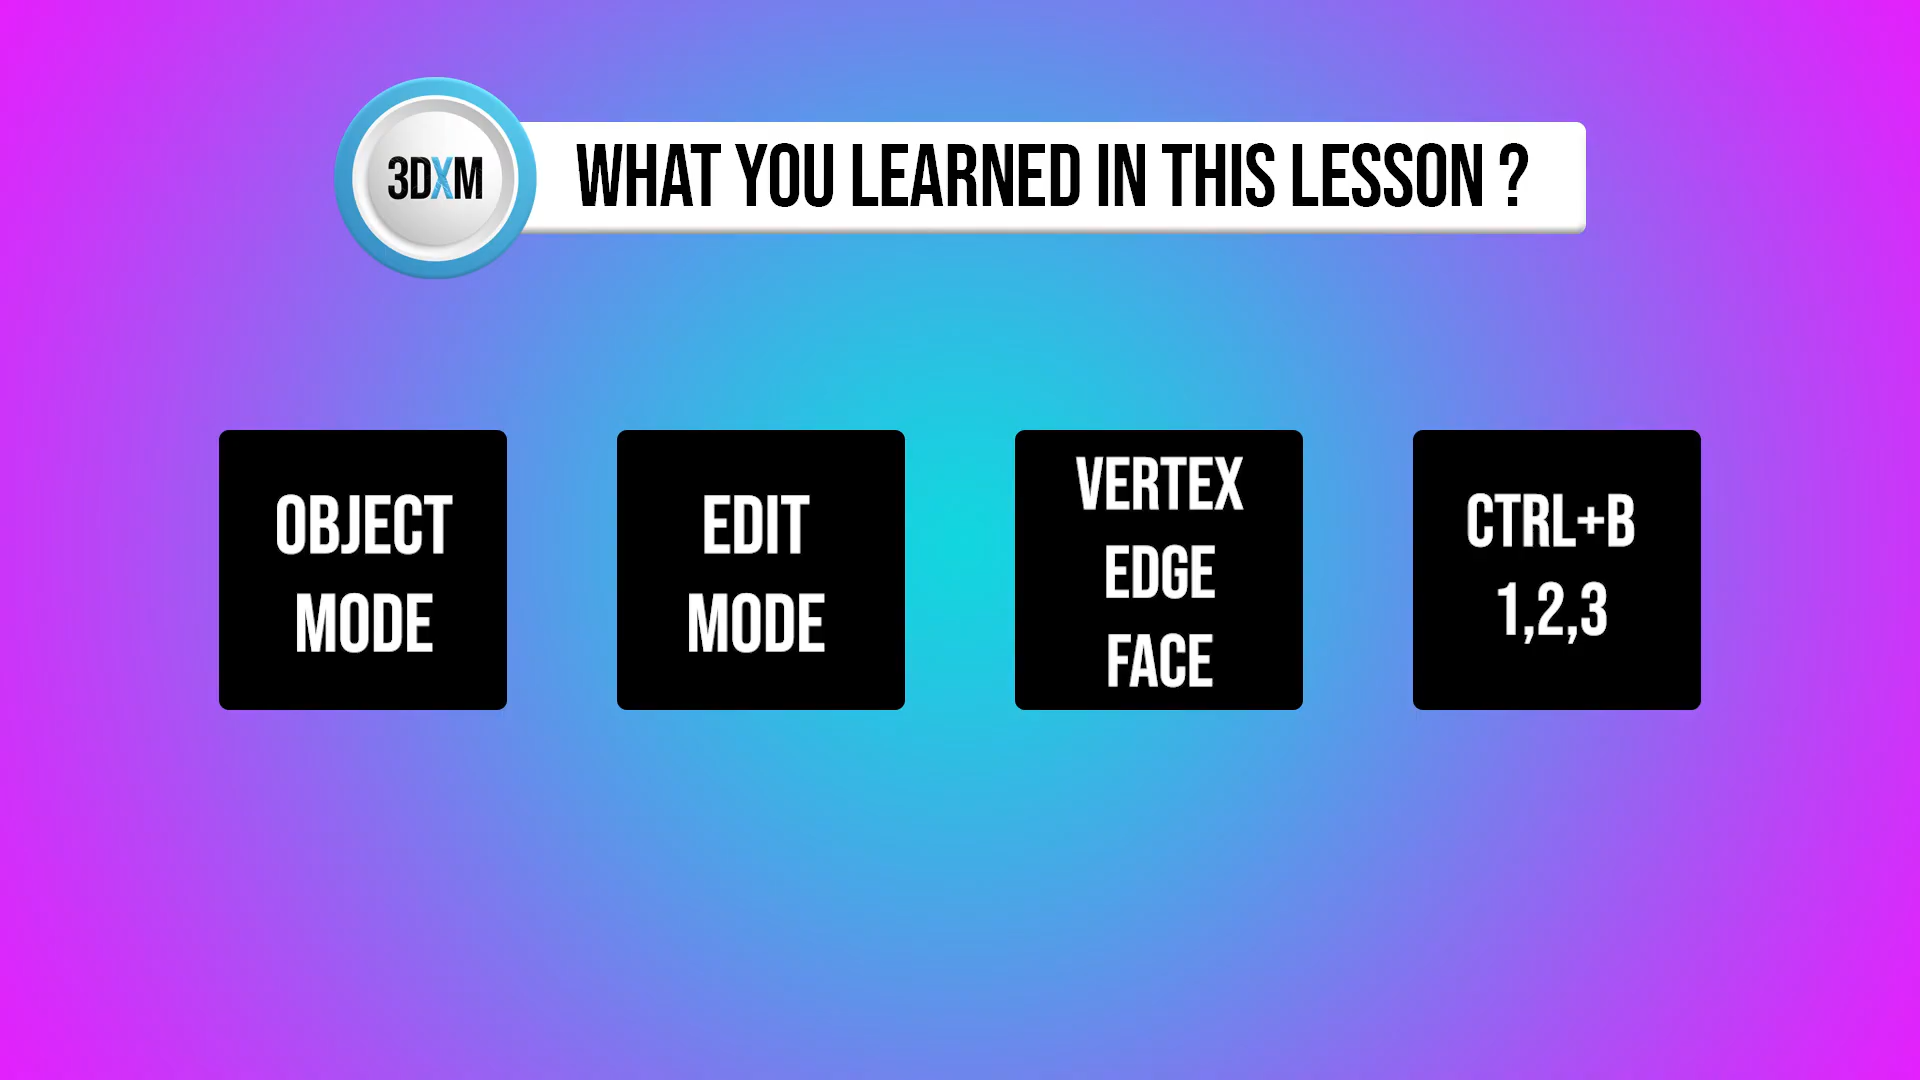 3DXM
WHAT YOU LEARNED IN THIS LESSON ?
OBJECT
MODE
EDIT
MODE
VERTEX
EDGE
FACE
CTRL+B
1,2,3